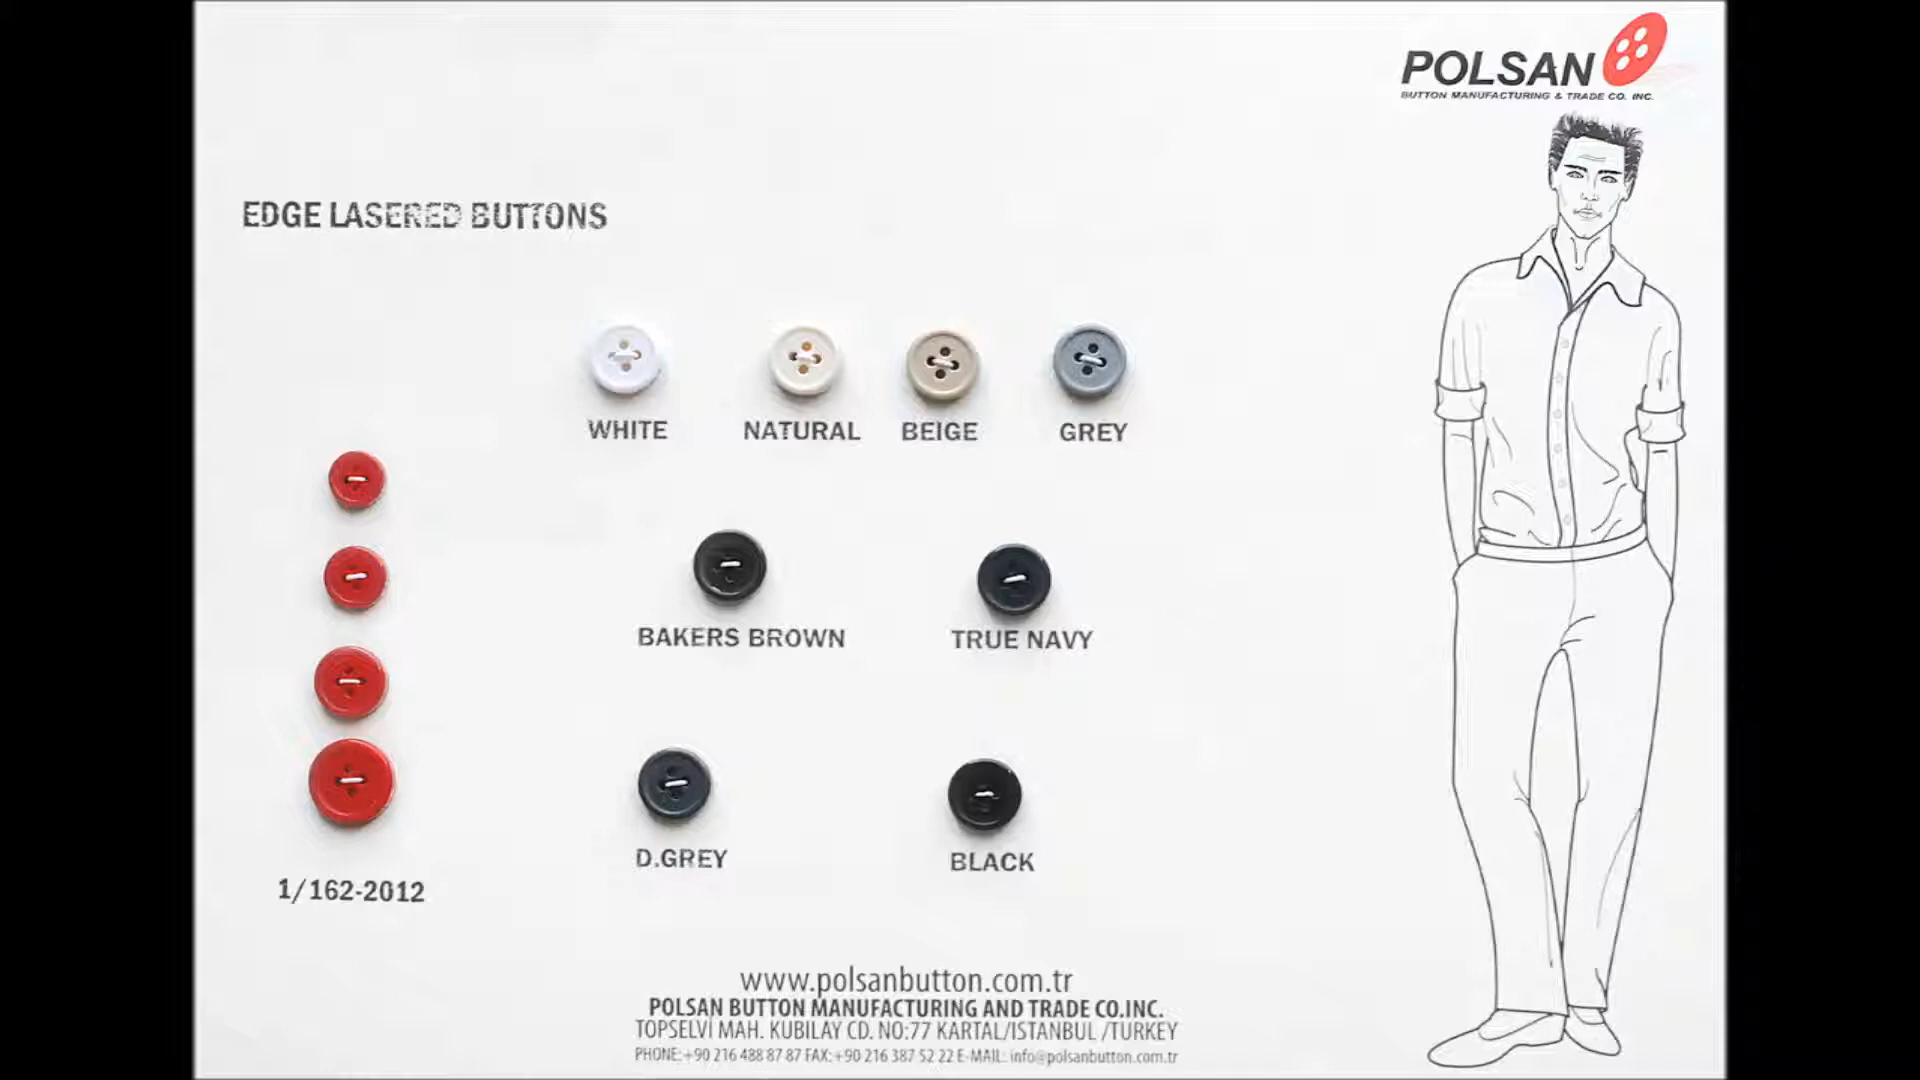 POLSAN
BUTTON MANUFACTURING & TRADE CO. INC.
EDGE LASERED BUTTONS
WHITE
NATURAL
BEIGE
GREY
BAKERS BROWN
TRUE NAVY
D.GREY
BLACK
1/162-2012
www.polsanbutton.com.tr
POLSAN BUTTON MANUFACTURING AND TRADE CO.INC.
TOPSELVİ MAH. KUBILAY CD. NO:77 KARTAL/ISTANBUL /TURKEY
PHONE:+90 216 488 87 87 FAX:+90 216 387 52 22 E-MAIL: info@polsanbutton.com.tr